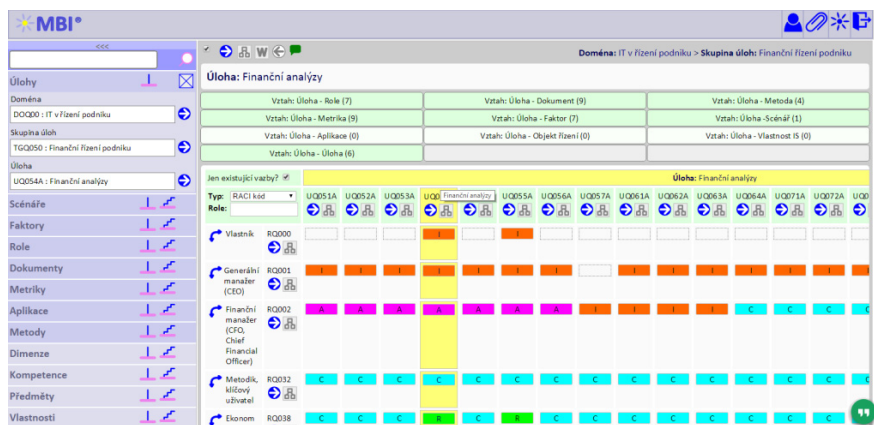 MBI®
<<<
Doména: IT v řízení podniku > Skupina úloh: Finanční řízení podniku
Úlohy
Doména
DOQ00 : IT v řízení podniku
Skupina úloh
TGQ050 : Finanční řízení podniku
Úloha
UQ054A : Finanční analýzy
Scénáře
Faktory
Role
Dokumenty
Metriky
Aplikace
Metody
Dimenze
Kompetence
Předměty
Vlastnosti
Úloha: Finanční analýzy
Vztah: Úloha - Role (7) Vztah: Úloha - Dokument (9) Vztah: Úloha - Metoda (4)
Vztah: Úloha - Metrika (9) Vztah: Úloha - Faktor (7) Vztah: Úloha -Scénář (1)
Vztah: Úloha - Aplikace (0) Vztah: Úloha - Objekt řízení (0) Vztah: Úloha - Vlastnost IS (0)
Vztah: Úloha - Úloha (6)
Jen existující vazby? Úloha: Finanční analýzy
Typ: RACI kód UQ051A UQ052A UQ053A Finanční analýzy UQ055A UQ056A UQ057A UQ061A UQ062A UQ063A UQ064A UQ071A UQ072A
Role:
Vlastník RQ000 I I
Generální RQ001 I I I I I I I I I I I I I I
manažer
(CEO)
Finanční RQ002 A A A A A A A I I I I C C C
manažer
(CFO,
Chief
Financial
Officer)
Metodik, RQ032 C C C C C C C C C C C C C C
klíčový
uživatel
Ekonom RQ038 C C C R C R C C C C C C C C